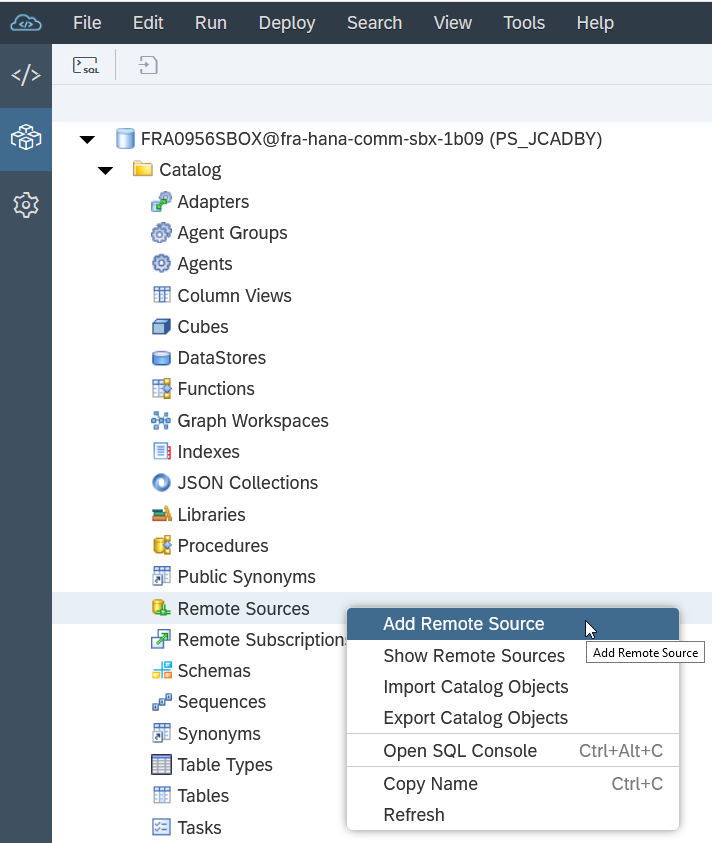 File Edit Run Deploy Search View Tools Help
SQL
FRA0956SBOX@fra-hana-comm-sbx-1b09 (PS_JCADBY)
Catalog
Adapters
Agent Groups
Agents
Column Views
Cubes
DataStores
Functions
Graph Workspaces
Indexes
JSON Collections
Libraries
Procedures
Public Synonyms
Remote Sources
Remote Subscription
Schemas
Sequences
Synonyms
Table Types
Tables
Tasks
Add Remote Source
Show Remote Sources
Import Catalog Objects
Export Catalog Objects
Open SQL Console Ctrl+Alt+C
Copy Name Ctrl+C
Refresh
Add Remote Source